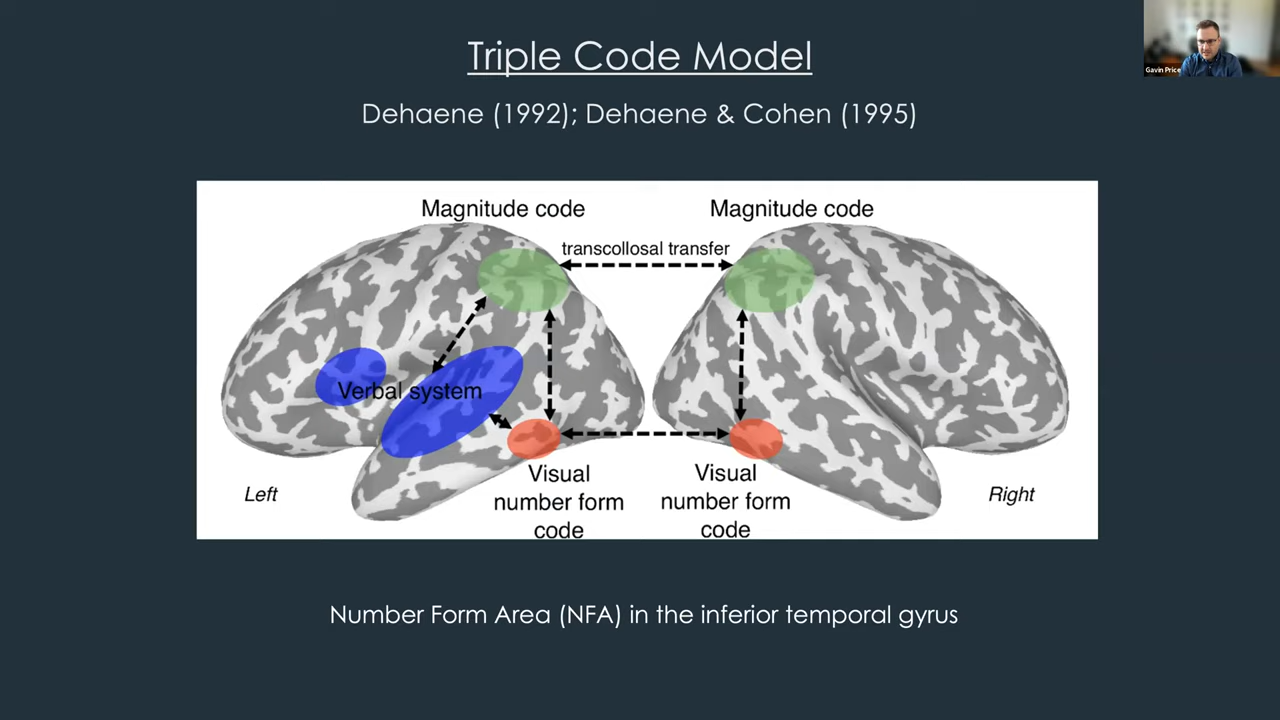 Triple Code Model
Gavin Price
Dehaene (1992); Dehaene & Cohen (1995)
Magnitude code
Magnitude code
transcollosal transfer
Verbal system
Visual
number form
code
Visual
number form
code
Left
Right
Number Form Area (NFA) in the inferior temporal gyrus